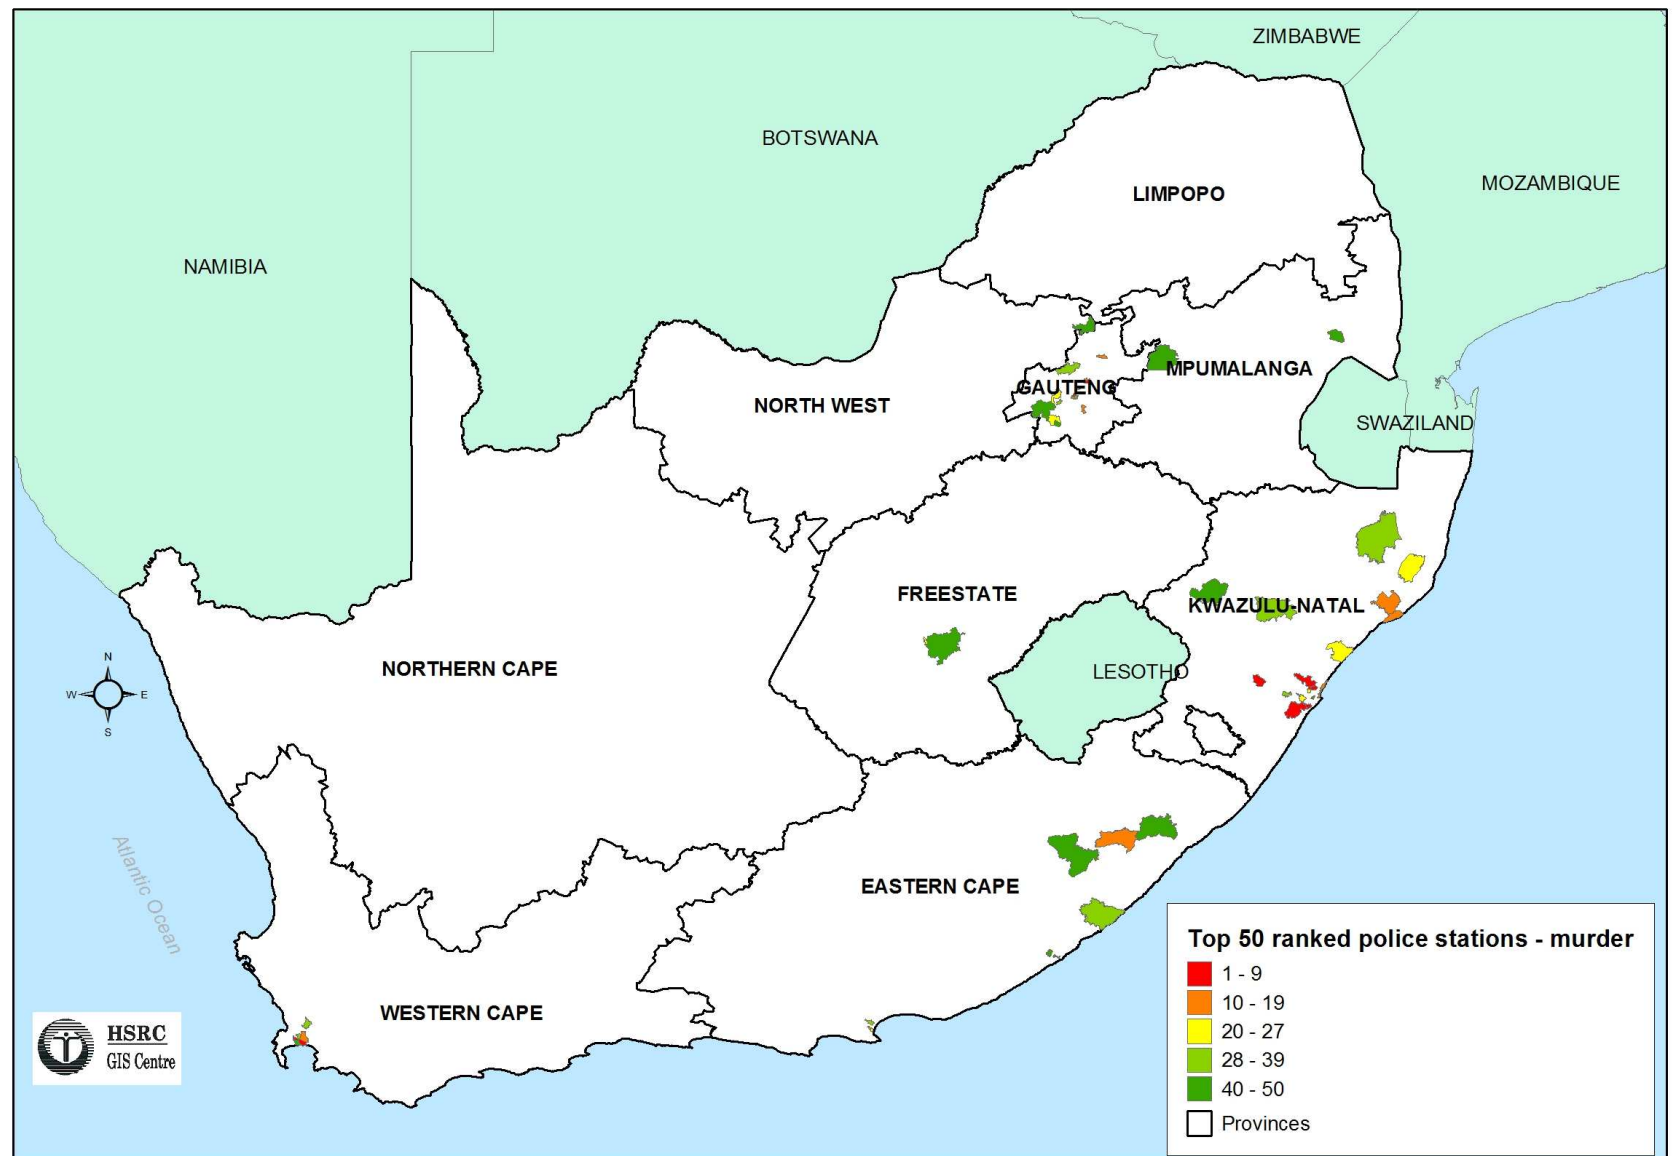 ZIMBABWE
BOTSWANA
MOZAMBIQUE
LIMPOPO
NAMIBIA
MPUMALANGA
GAUTENG
NORTH WEST
SWAZILAND
FREESTATE
KWAZULU-NATAL
NORTHERN CAPE
LESOTHO
N
W E
S
Atlantic Ocean
EASTERN CAPE
WESTERN CAPE
HSRC
GIS Centre
Top 50 ranked police stations - murder
1 - 9
10 - 19
20 - 27
28 - 39
40 - 50
Provinces